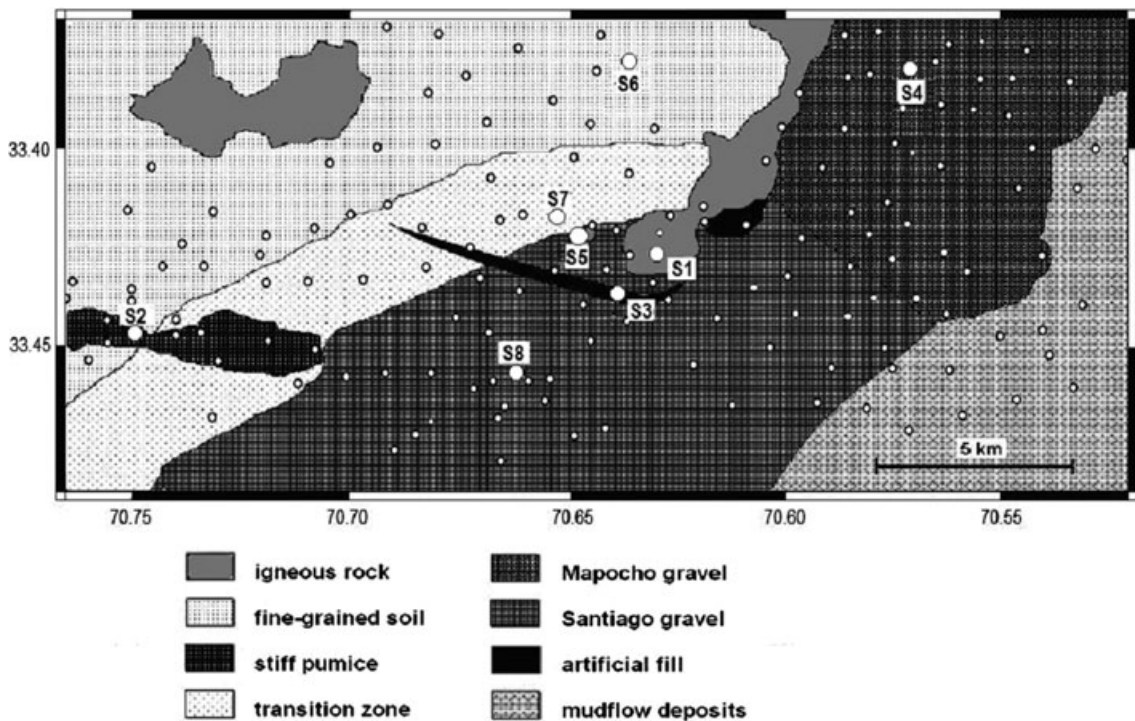 S6
S4
33.40
S7
S5
S1
S2
S3
33.45
S8
5 km
70.75 70.70 70.65 70.60 70.55
igneous rock Mapocho gravel
fine-grained soil Santiago gravel
stiff pumice artificial fill
transition zone mudflow deposits